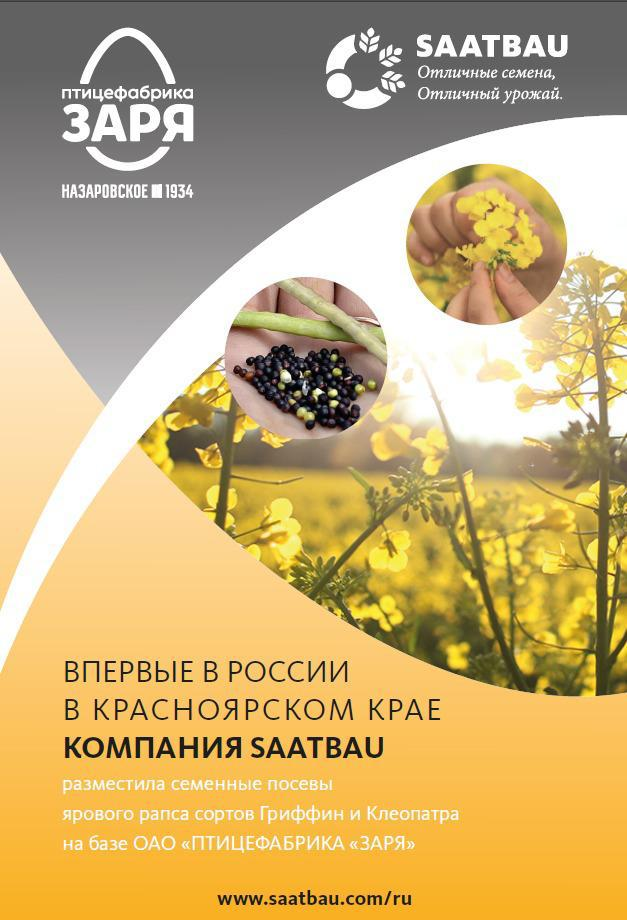 птицефабрика
ЗАРЯ
НАЗАРОВСКОЕ 1934
SAATBAU
Отличные семена,
Отличный урожай.
ВПЕРВЫЕ В РОССИИ
В КРАСНОЯРСКОМ КРАЕ
КОМПАНИЯ SAATBAU
разместила семенные посевы
ярового рапса сортов Гриффин и Клеопатра
на базе ОАО «ПТИЦЕФАБРИКА «ЗАРЯ»
www.saatbau.com/ru